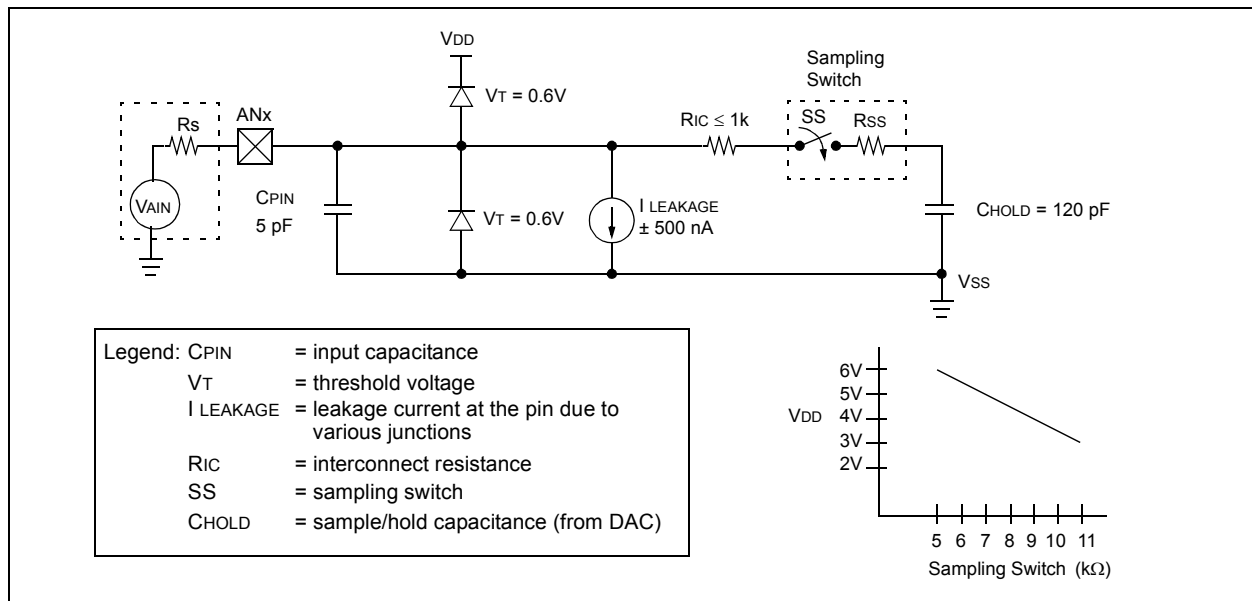 VDD
Sampling
Switch
VT = 0.6V
ANx
RIC ≤ 1k
SS
RSS
Rs
VAIN
CPIN
5 pF
VT = 0.6V
I LEAKAGE
± 500 nA
CHOLD = 120 pF
VSS
Legend: CPIN = input capacitance
VT = threshold voltage
I LEAKAGE = leakage current at the pin due to
various junctions
RIC = interconnect resistance
SS = sampling switch
CHOLD = sample/hold capacitance (from DAC)
6V
5V
VDD 4V
3V
2V
5 6 7 8 9 10 11
Sampling Switch (kΩ)